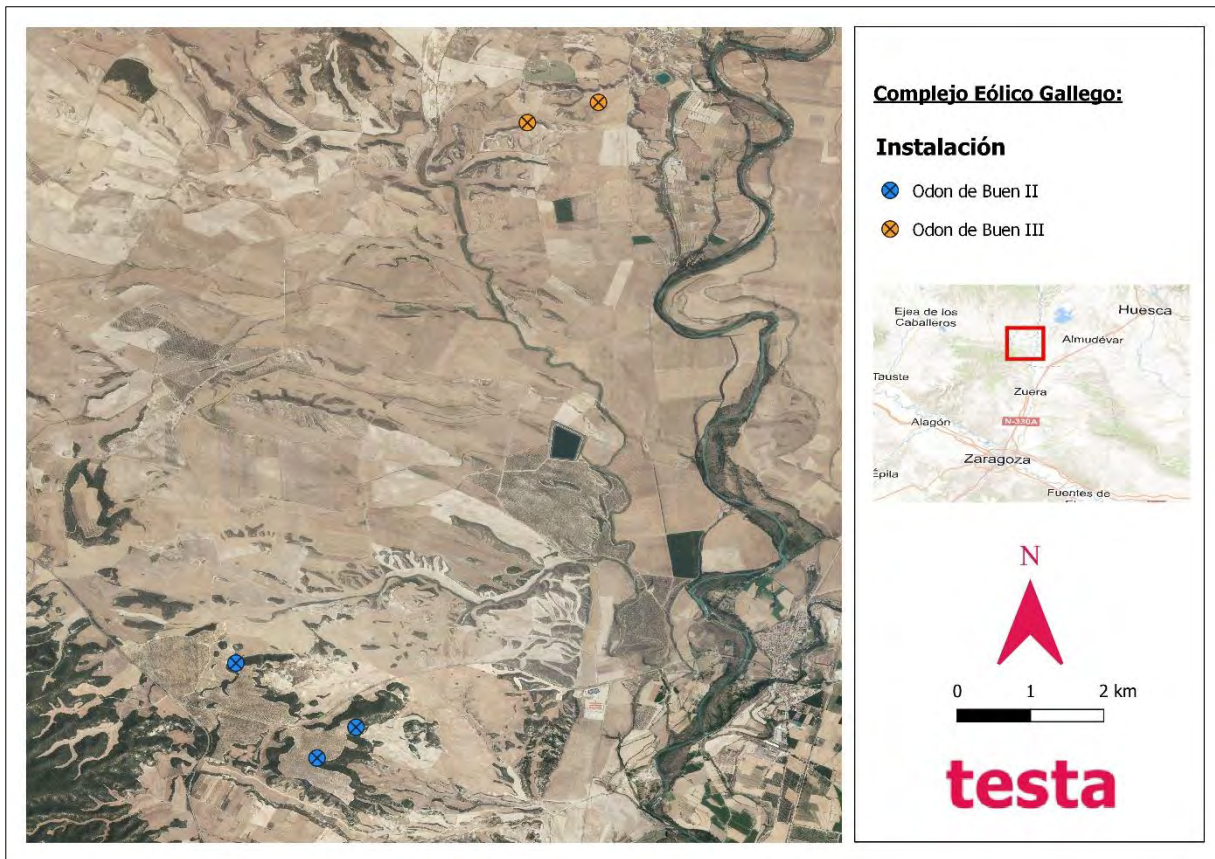 Complejo Eólico Gallego:
Instalación
Odon de Buen II
Odon de Buen III
Ejea de los
Caballeros
Huesca
Almudévar
Tauste
Zuera
Alagón
N-330A
Zaragoza
Épila
Fuentes de
N
0 1 2 km
testa